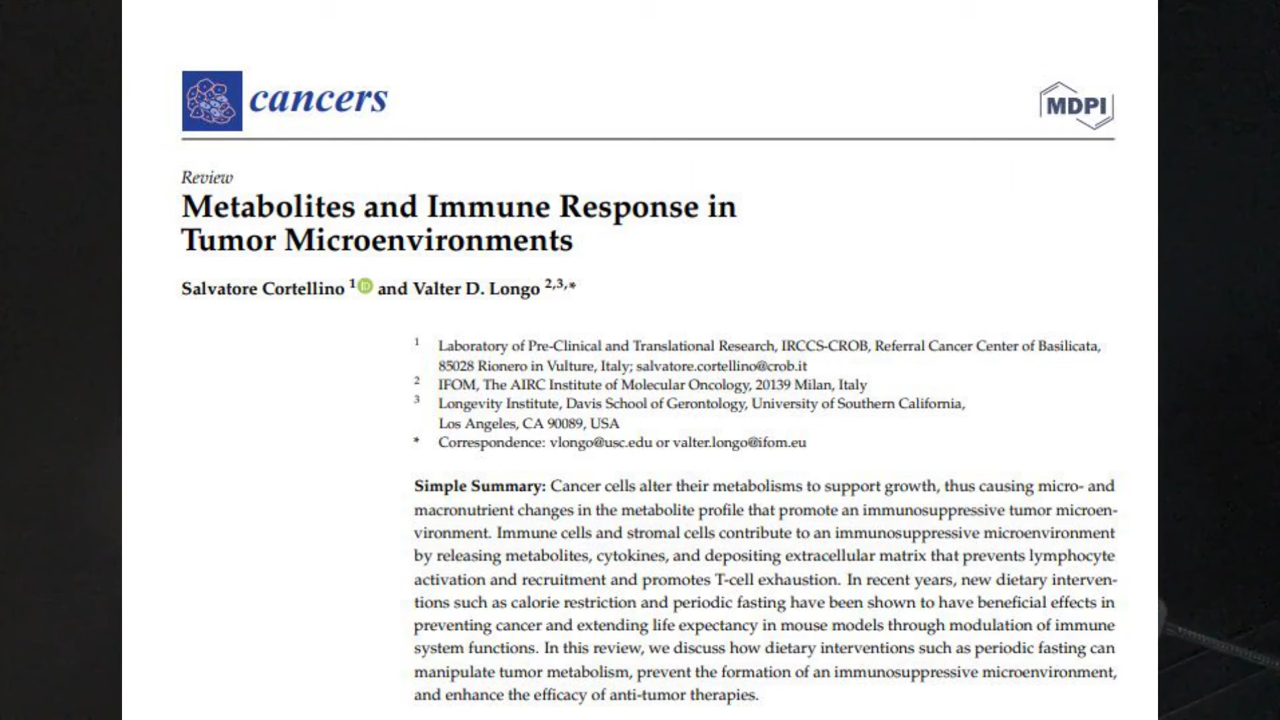 cancers
MDPI
Review
Metabolites and Immune Response in
Tumor Microenvironments
Salvatore Cortellino 1 iD and Valter D. Longo 2,3,*
1 Laboratory of Pre-Clinical and Translational Research, IRCCS-CROB, Referral Cancer Center of Basilicata,
85028 Rionero in Vulture, Italy; salvatore.cortellino@crob.it
2 IFOM, The AIRC Institute of Molecular Oncology, 20139 Milan, Italy
3 Longevity Institute, Davis School of Gerontology, University of Southern California,
Los Angeles, CA 90089, USA
* Correspondence: vlongo@usc.edu or valter.longo@ifom.eu
Simple Summary: Cancer cells alter their metabolisms to support growth, thus causing micro- and
macronutrient changes in the metabolite profile that promote an immunosuppressive tumor microen-
vironment. Immune cells and stromal cells contribute to an immunosuppressive microenvironment
by releasing metabolites, cytokines, and depositing extracellular matrix that prevents lymphocyte
activation and recruitment and promotes T-cell exhaustion. In recent years, new dietary interven-
tions such as calorie restriction and periodic fasting have been shown to have beneficial effects in
preventing cancer and extending life expectancy in mouse models through modulation of immune
system functions. In this review, we discuss how dietary interventions such as periodic fasting can
manipulate tumor metabolism, prevent the formation of an immunosuppressive microenvironment,
and enhance the efficacy of anti-tumor therapies.